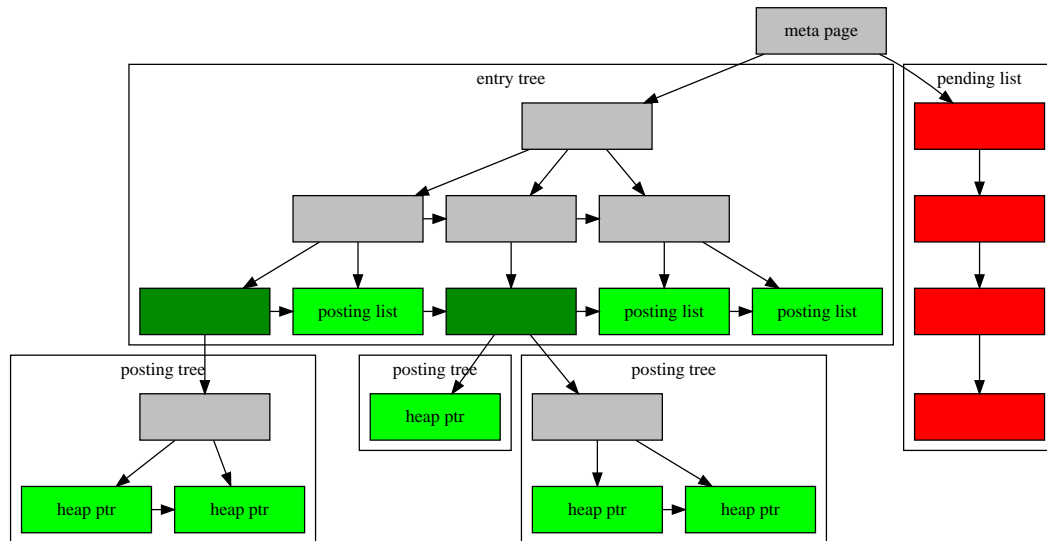 meta page
entry tree
pending list
posting list
posting list
posting list
posting tree
posting tree
posting tree
heap ptr
heap ptr
heap ptr
heap ptr
heap ptr